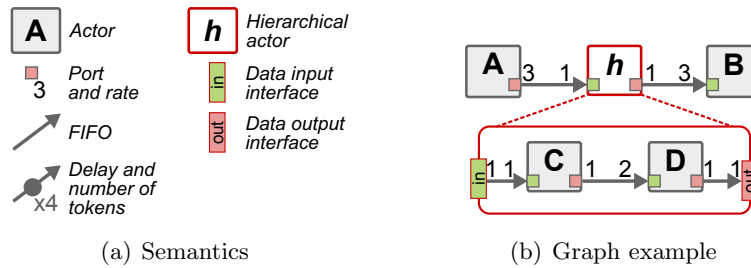 A Actor
3 Port
and rate
FIFO
x4 Delay and
number of
tokens
h Hierarchical
actor
in Data input
interface
out Data output
interface
(a) Semantics
A 3 1 h 1 3 B
in 1 1 C 1 2 D 1 1 out
(b) Graph example